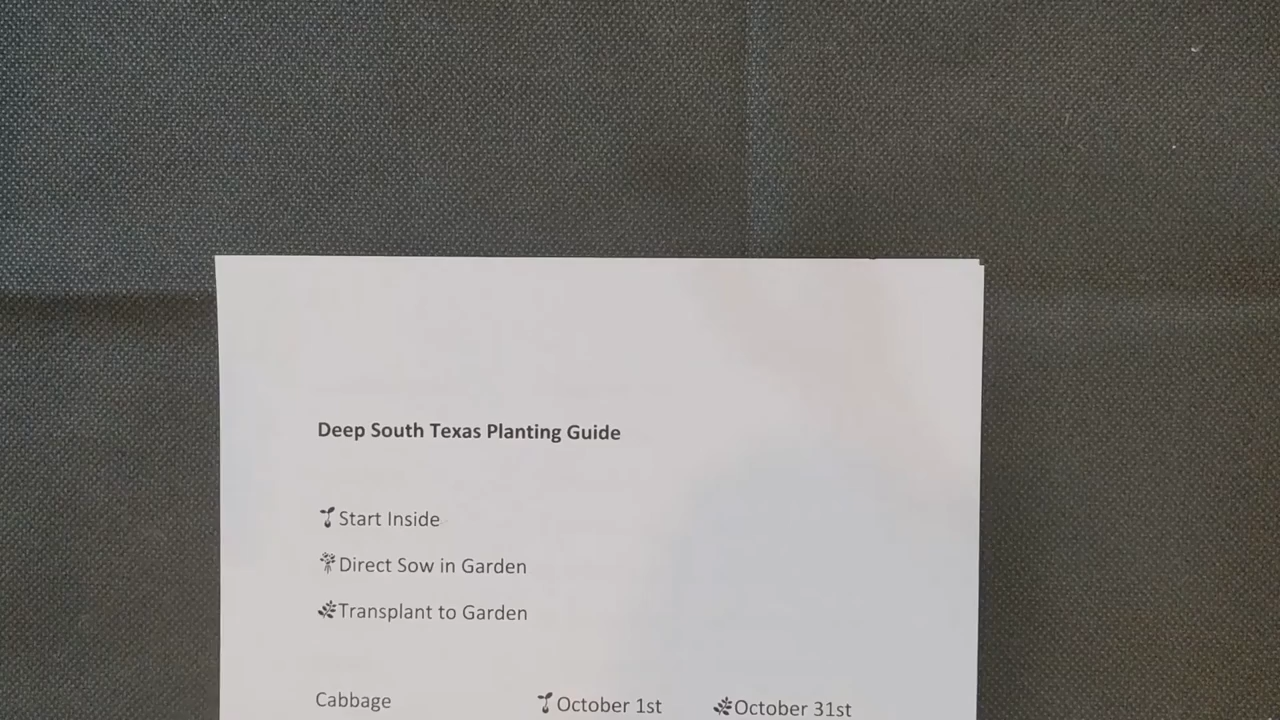 Deep South Texas Planting Guide
Start Inside
Direct Sow in Garden
Transplant to Garden
Cabbage October 1st October 31st